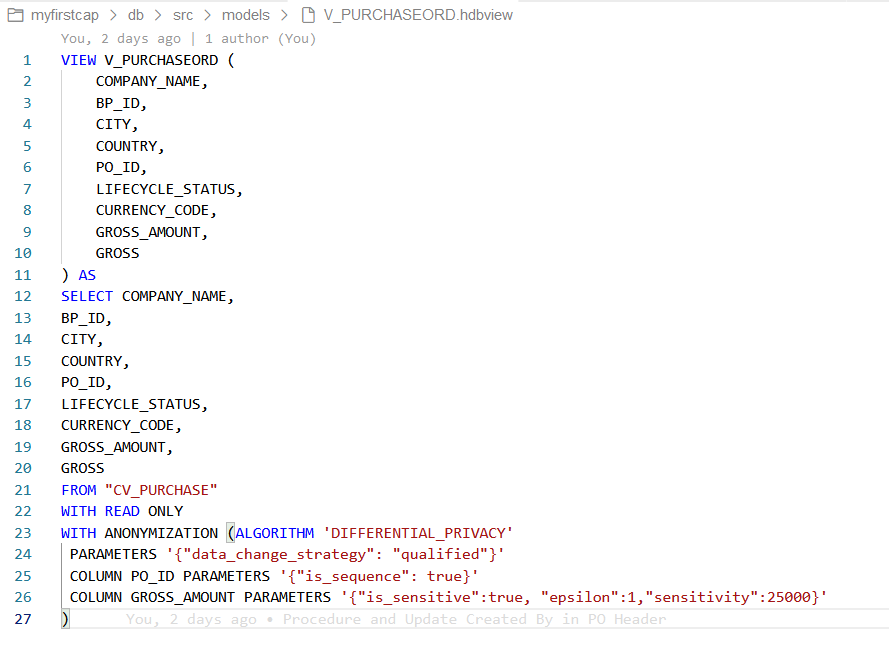 myfirstcap > db > src > models > V_PURCHASEORD.hdbview
You, 2 days ago | 1 author (You)
1 VIEW V_PURCHASEORD (
2 COMPANY_NAME,
3 BP_ID,
4 CITY,
5 COUNTRY,
6 PO_ID,
7 LIFECYCLE_STATUS,
8 CURRENCY_CODE,
9 GROSS_AMOUNT,
10 GROSS
11 ) AS
12 SELECT COMPANY_NAME,
13 BP_ID,
14 CITY,
15 COUNTRY,
16 PO_ID,
17 LIFECYCLE_STATUS,
18 CURRENCY_CODE,
19 GROSS_AMOUNT,
20 GROSS
21 FROM "CV_PURCHASE"
22 WITH READ ONLY
23 WITH ANONYMIZATION (ALGORITHM 'DIFFERENTIAL_PRIVACY'
24 PARAMETERS '{"data_change_strategy": "qualified"}'
25 COLUMN PO_ID PARAMETERS '{"is_sequence": true}'
26 COLUMN GROSS_AMOUNT PARAMETERS '{"is_sensitive":true, "epsilon":1,"sensitivity":25000}'
27 ) You, 2 days ago • Procedure and Update Created By in PO Header